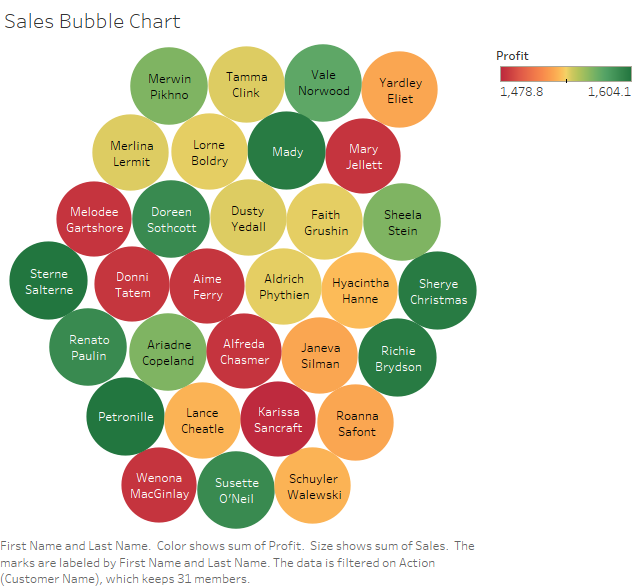 Sales Bubble Chart
Profit
1,478.8 1,604.1
Merwin
Pikhno
Tamma
Clink
Vale
Norwood
Yardley
Eliet
Merlina
Lermit
Lorne
Boldry
Mady
Mary
Jellett
Melodee
Gartshore
Doreen
Sothcott
Dusty
Yedall
Faith
Grushin
Sheela
Stein
Sterne
Salterne
Donni
Tatem
Aime
Ferry
Aldrich
Phythien
Hyacintha
Hanne
Sherye
Christmas
Renato
Paulin
Ariadne
Copeland
Alfreda
Chasmer
Janeva
Silman
Richie
Brydson
Petronille
Lance
Cheatle
Karissa
Sancraft
Roanna
Safont
Wenona
MacGinlay
Susette
O'Neil
Schuyler
Walewski
First Name and Last Name.  Color shows sum of Profit.  Size shows sum of Sales.  The
marks are labeled by First Name and Last Name. The data is filtered on Action
(Customer Name), which keeps 31 members.